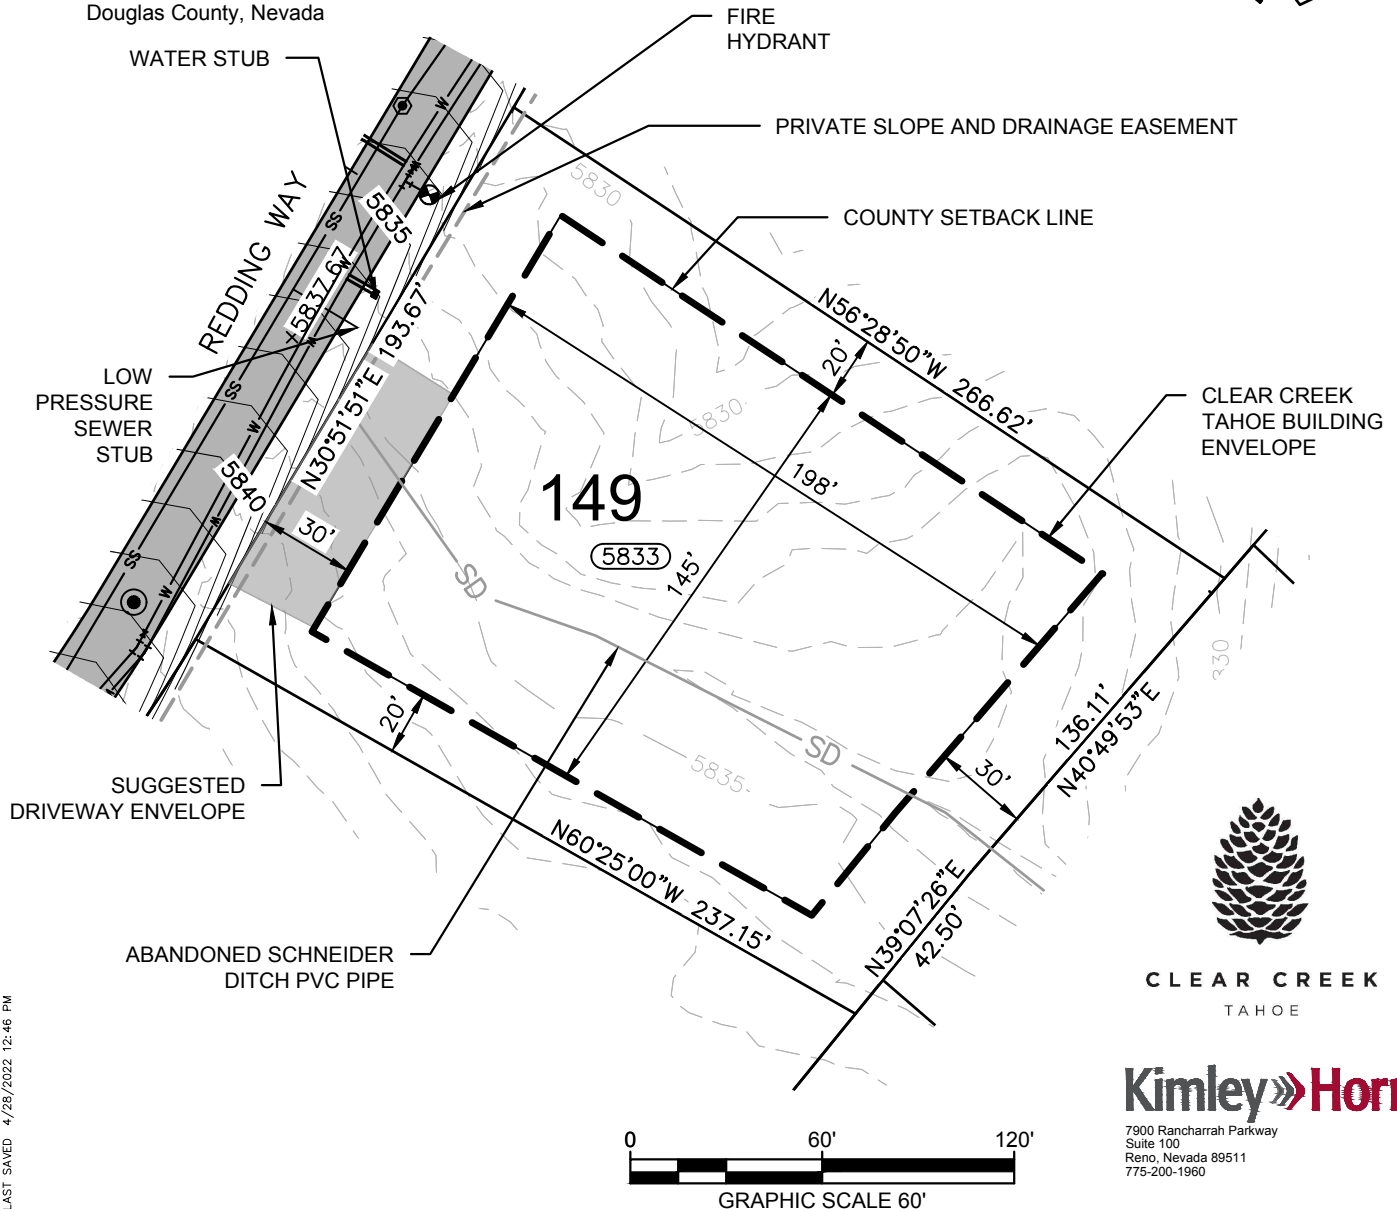 Douglas County, Nevada
FIRE
HYDRANT
WATER STUB
PRIVATE SLOPE AND DRAINAGE EASEMENT
COUNTY SETBACK LINE
CLEAR CREEK
TAHOE BUILDING
ENVELOPE
REDDING WAY
LOW
PRESSURE
SEWER
STUB
5835
+5837.67
5840
SS
SS
SS
W
W
W
W
W
W
N30°51'51"E 193.67'
N56°28'50"W 266.62'
5830
5830
20'
198'
149
5833
145'
30'
SD
SD
20'
5835
30'
136.11'
N40°49'53"E
N39°07'26"E
42.50'
N60°25'00"W 237.15'
SUGGESTED
DRIVEWAY ENVELOPE
ABANDONED SCHNEIDER
DITCH PVC PIPE
CLEAR CREEK
TAHOE
Kimley»Horn
7900 Rancharrah Parkway
Suite 100
Reno, Nevada 89511
775-200-1960
0 60' 120'
GRAPHIC SCALE 60'
LAST SAVED 4/28/2022 12:46 PM